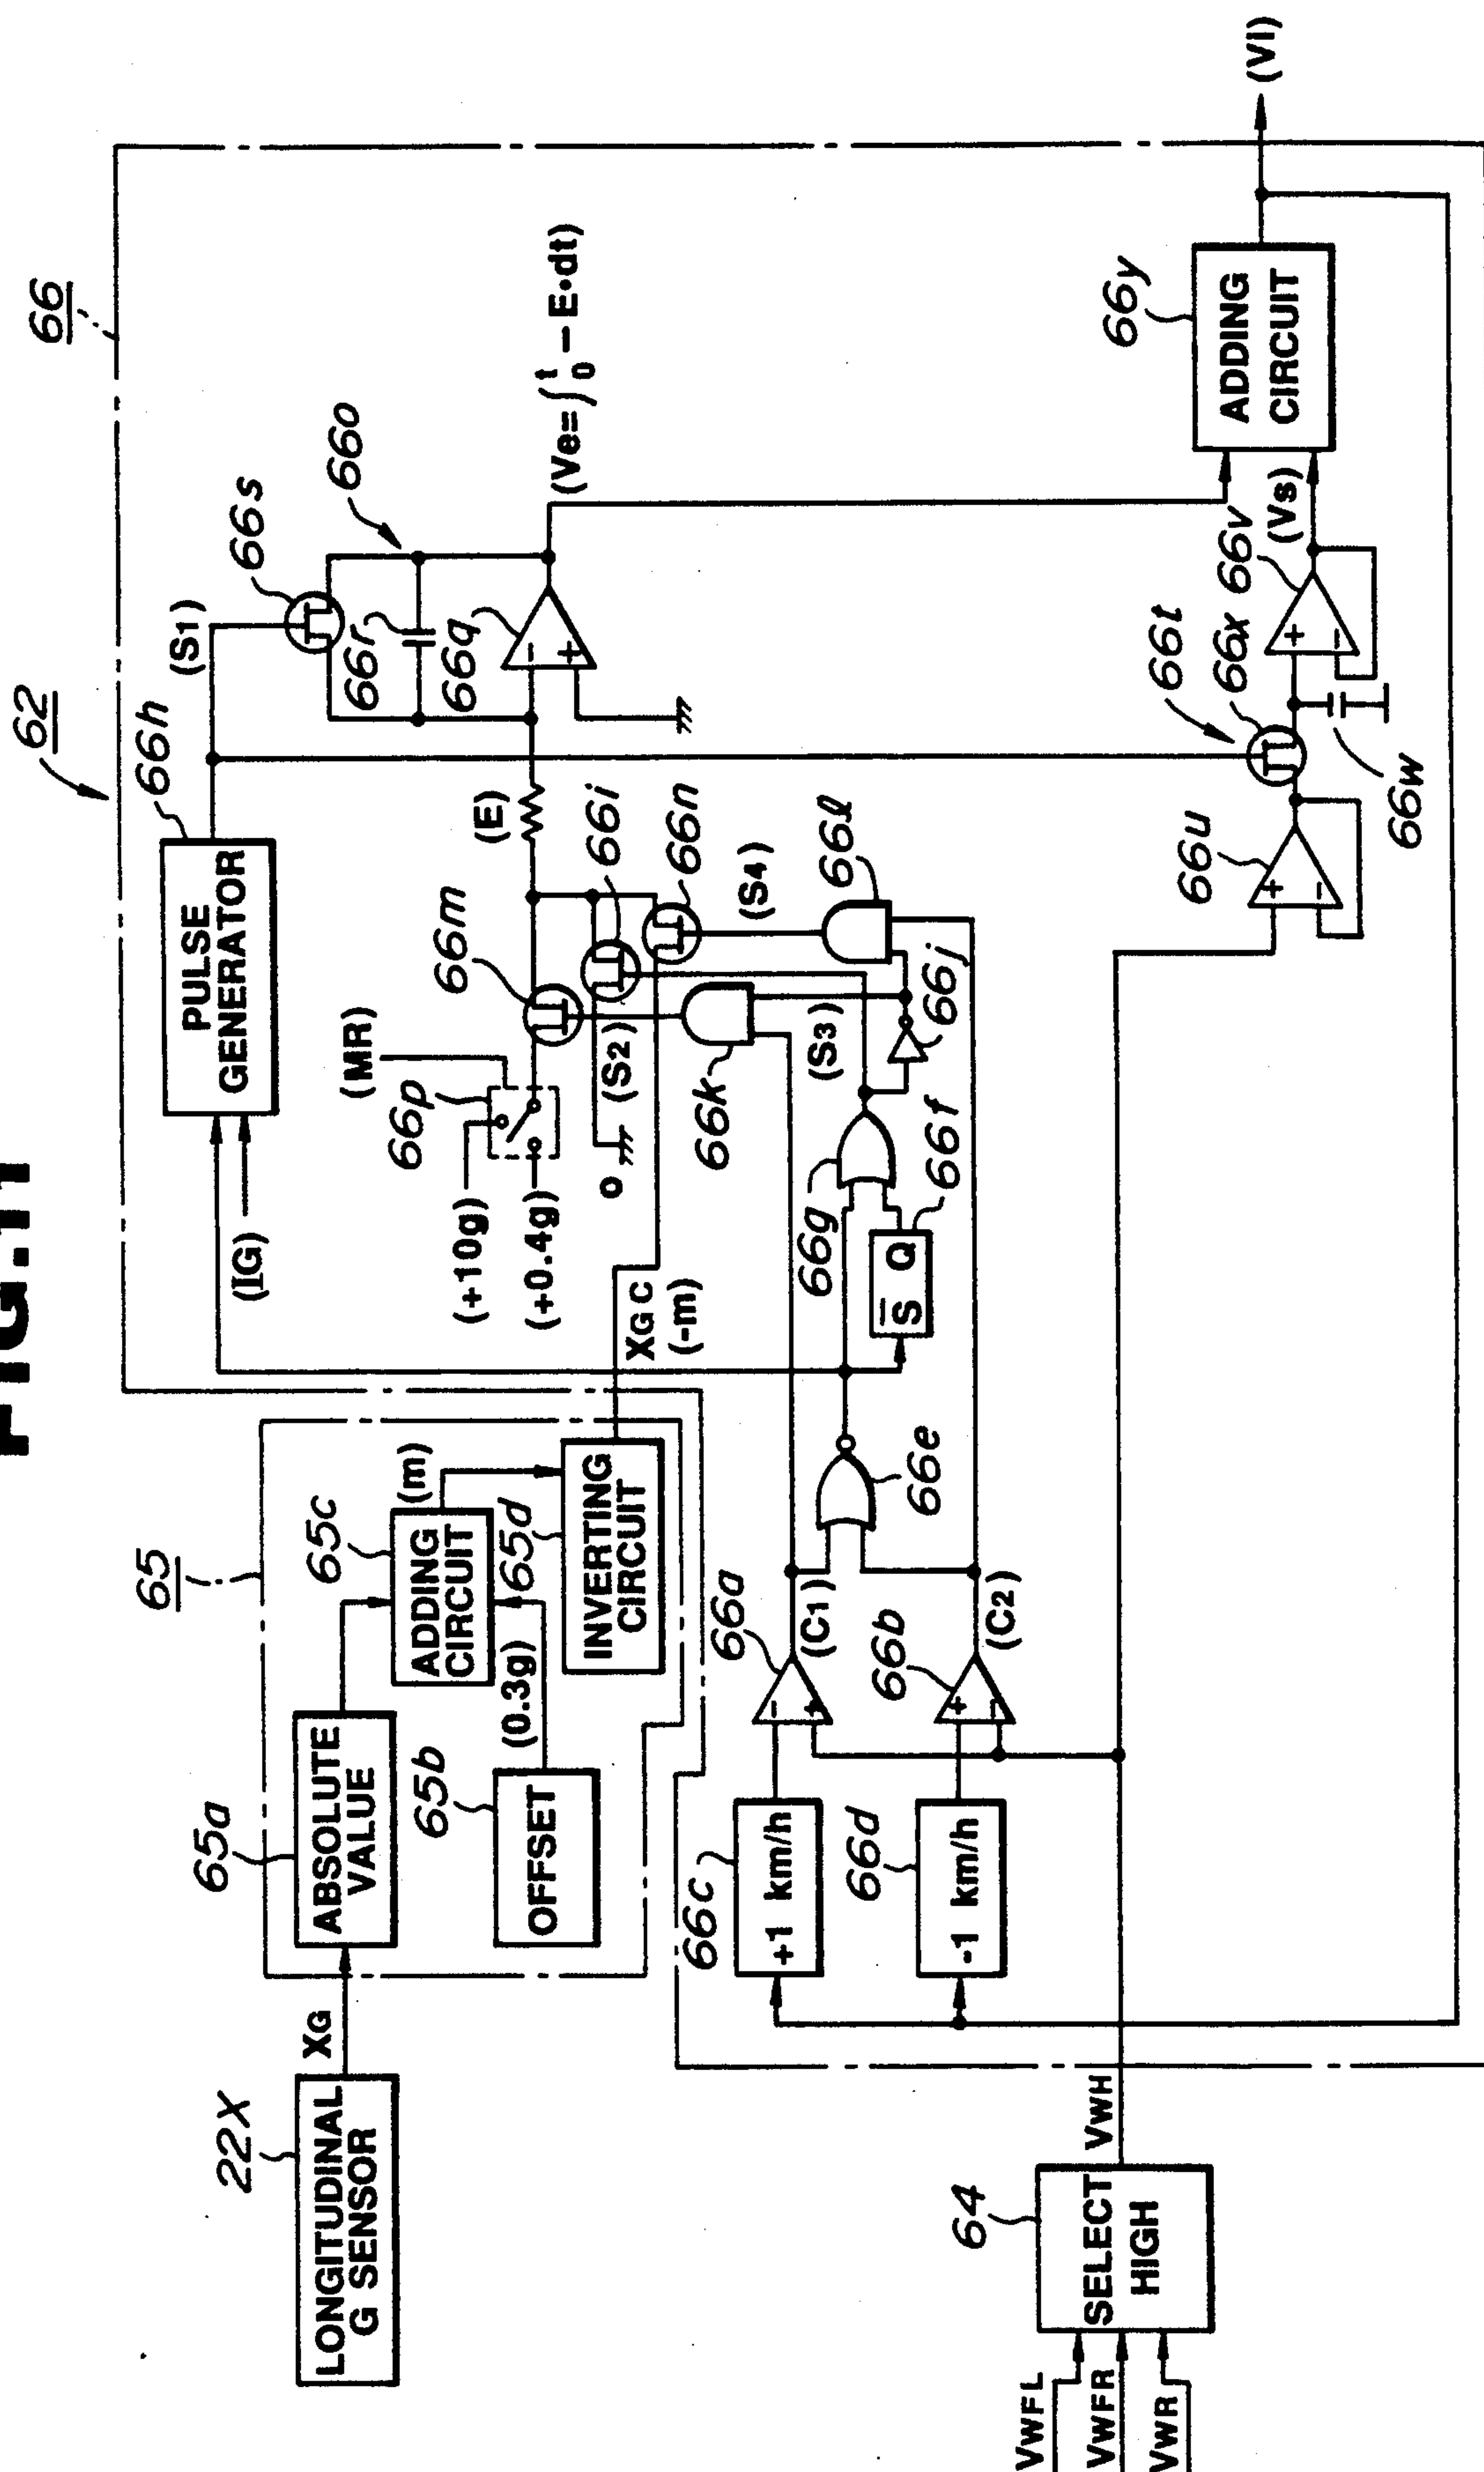 FIG.11
62
66
65
22X
LONGITUDINAL
G SENSOR
XG
65a
ABSOLUTE
VALUE
65b
OFFSET
(0.3g)
65c
ADDING
CIRCUIT
(m)
65d
INVERTING
CIRCUIT
XGC
(-m)
(IG)
PULSE
GENERATOR
66h
(S1)
66s
66r
66o
66q
(Ve=∫ t 0 − E•dt)
(+10g)
(+0.4g)
66p
(MR)
66m
(E)
66i
66n
0
(S2)
(S4)
66k
(S3)
66l
66j
66g
66f
S̄ Q
66e
66a
(C1)
66b
(C2)
66c
+1 km/h
66d
-1 km/h
64
SELECT
HIGH
VWFL
VWFR
VWR
VWH
66u
66t
66x
66w
66v
(Vs)
66y
ADDING
CIRCUIT
(VI)